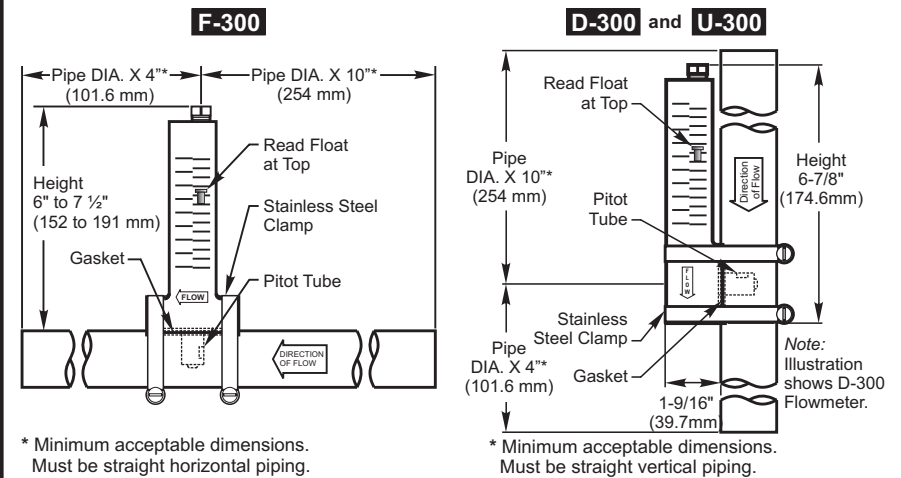 F-300
Pipe DIA. X 4"*
(101.6 mm)
Pipe DIA. X 10"*
(254 mm)
Read Float
at Top
Height
6" to 7 ½"
(152 to 191 mm)
Stainless Steel
Clamp
Gasket
Pitot Tube
FLOW
DIRECTION
OF FLOW
* Minimum acceptable dimensions.
Must be straight horizontal piping.
D-300 and U-300
Read Float
at Top
Pipe
DIA. X 10"*
(254 mm)
Direction
of Flow
Height
6-7/8"
(174.6mm)
Pitot
Tube
FLOW
Stainless
Steel Clamp
Pipe
DIA. X 4"*
(101.6 mm)
Gasket
1-9/16"
(39.7mm)
Note:
Illustration
shows D-300
Flowmeter.
* Minimum acceptable dimensions.
Must be straight vertical piping.